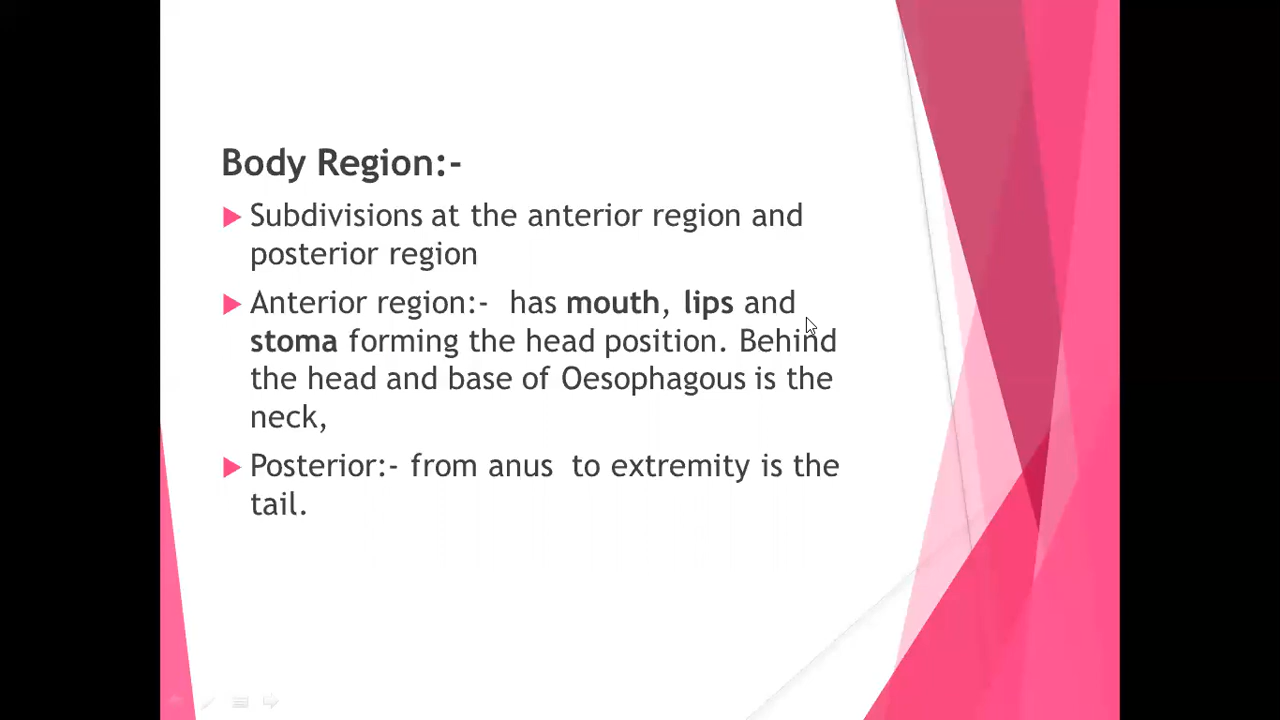 Body Region:-
Subdivisions at the anterior region and
posterior region
Anterior region:-  has mouth, lips and
stoma forming the head position. Behind
the head and base of Oesophagous is the
neck,
Posterior:- from anus  to extremity is the
tail.